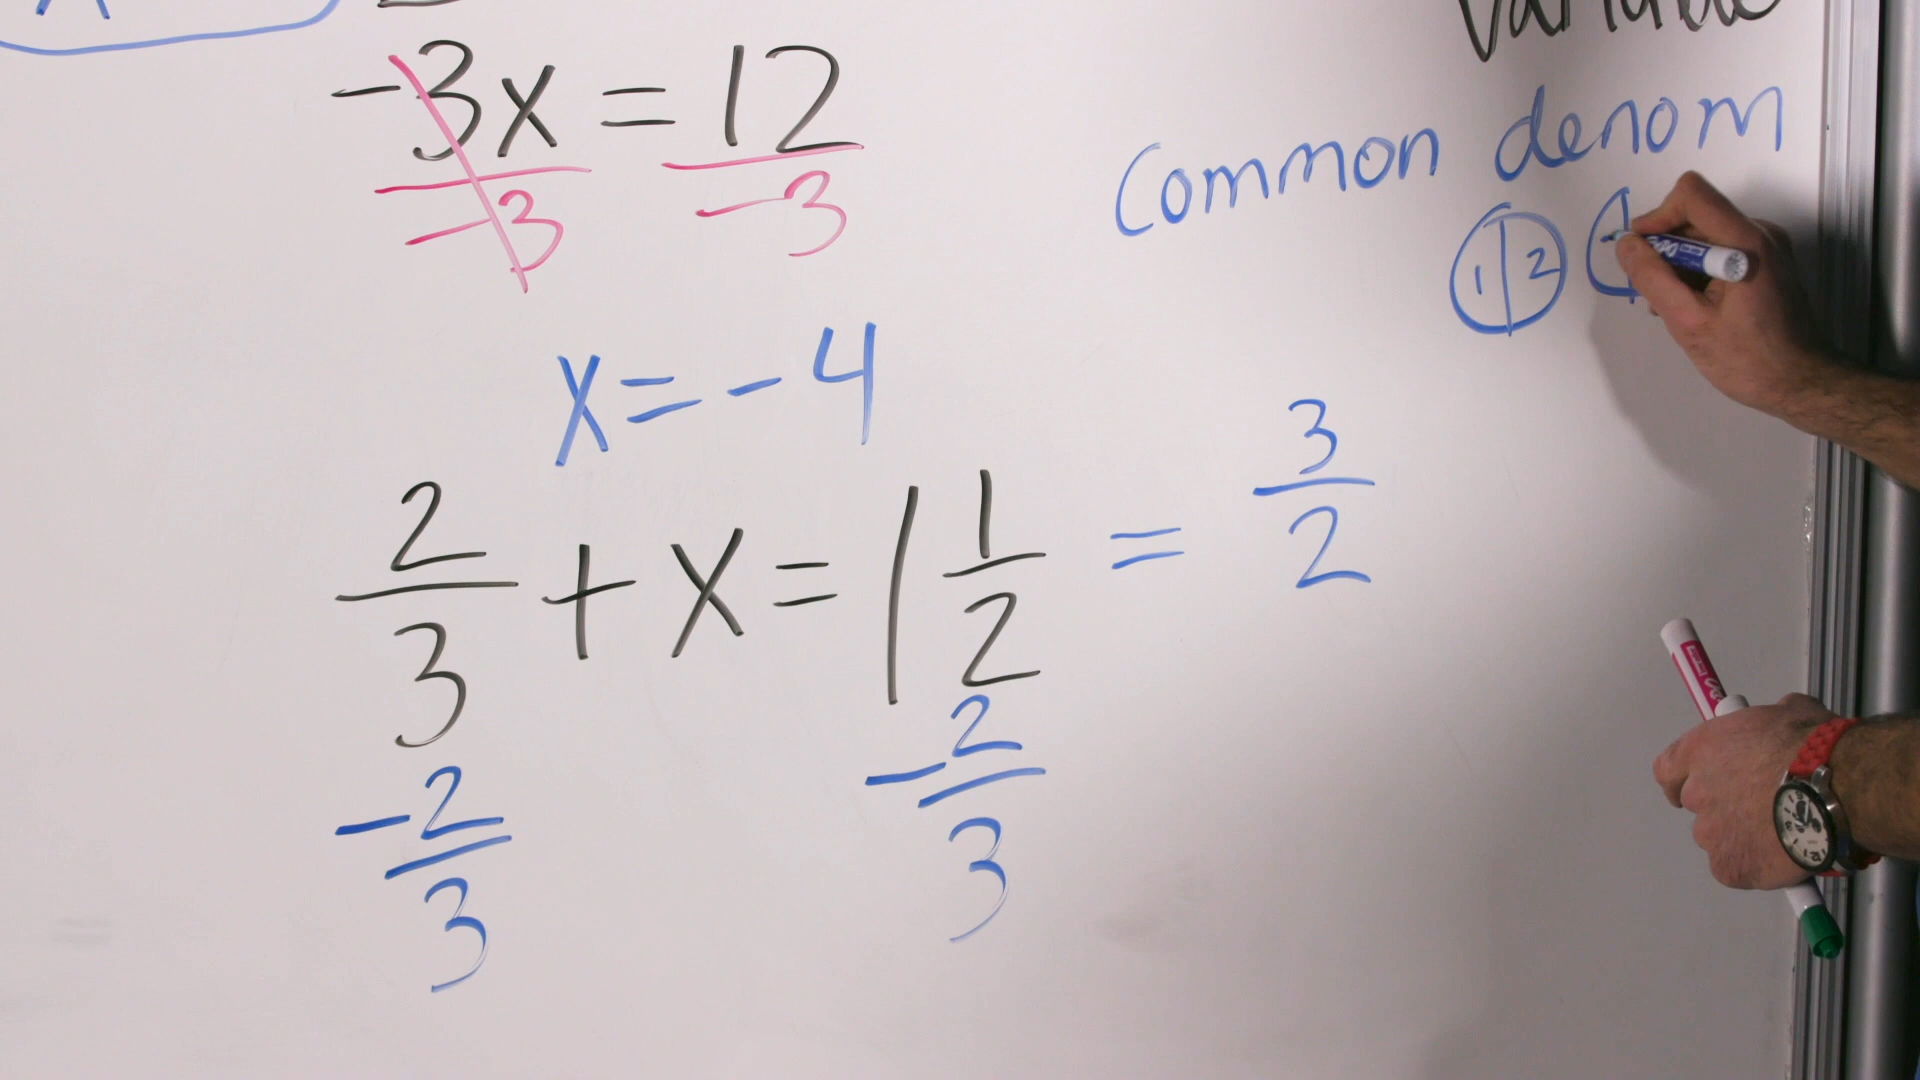 variable
-3x = 12
-3 -3
Common denom
1 2
x = -4
2/3 + x = 1 1/2 = 3/2
-2/3 -2/3